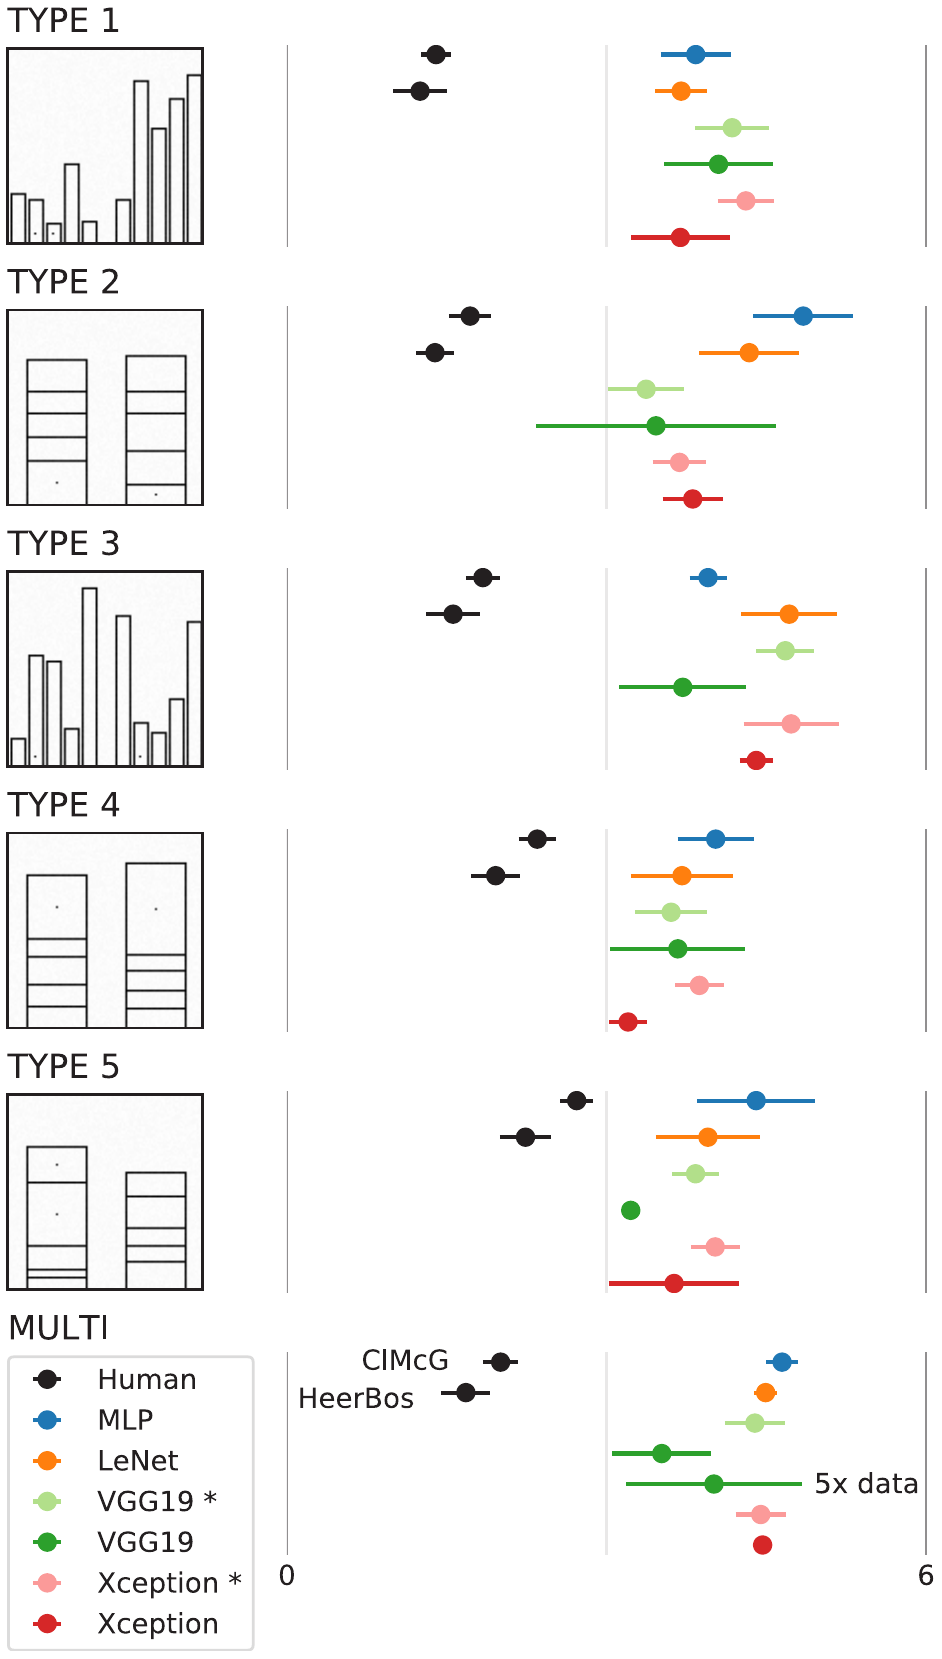 TYPE 1
TYPE 2
TYPE 3
TYPE 4
TYPE 5
MULTI
Human
MLP
LeNet
VGG19 *
VGG19
Xception *
Xception
ClMcG
HeerBos
5x data
0 6